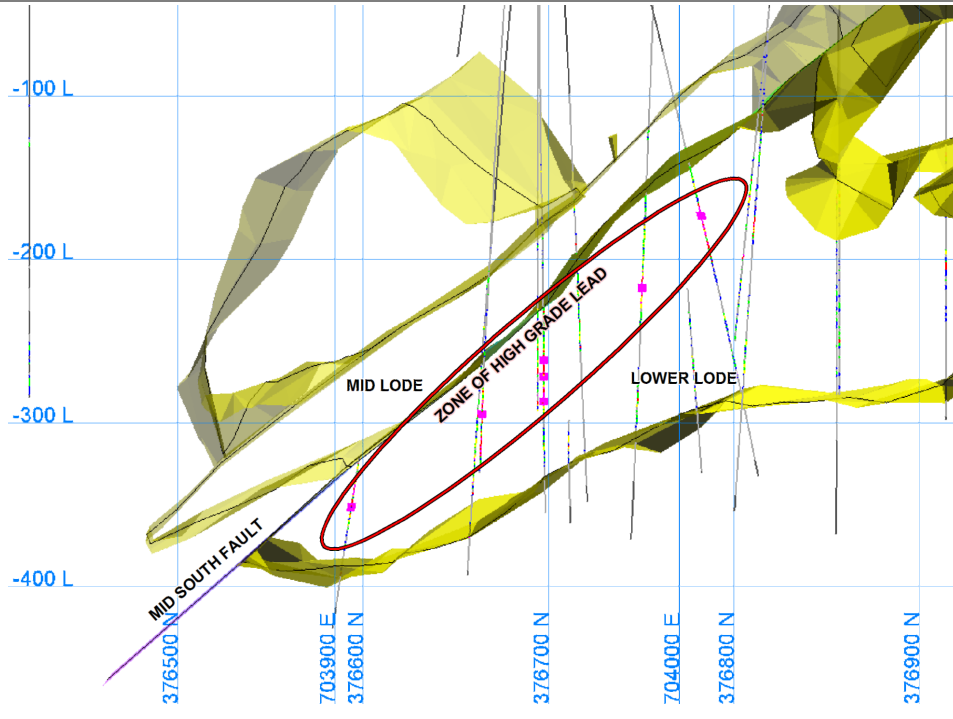 -100 L
-200 L
ZONE OF HIGH GRADE LEAD
MID LODE
LOWER LODE
-300 L
MID SOUTH FAULT
-400 L
376500 N
703900 E
376600 N
376700 N
704000 E
376800 N
376900 N